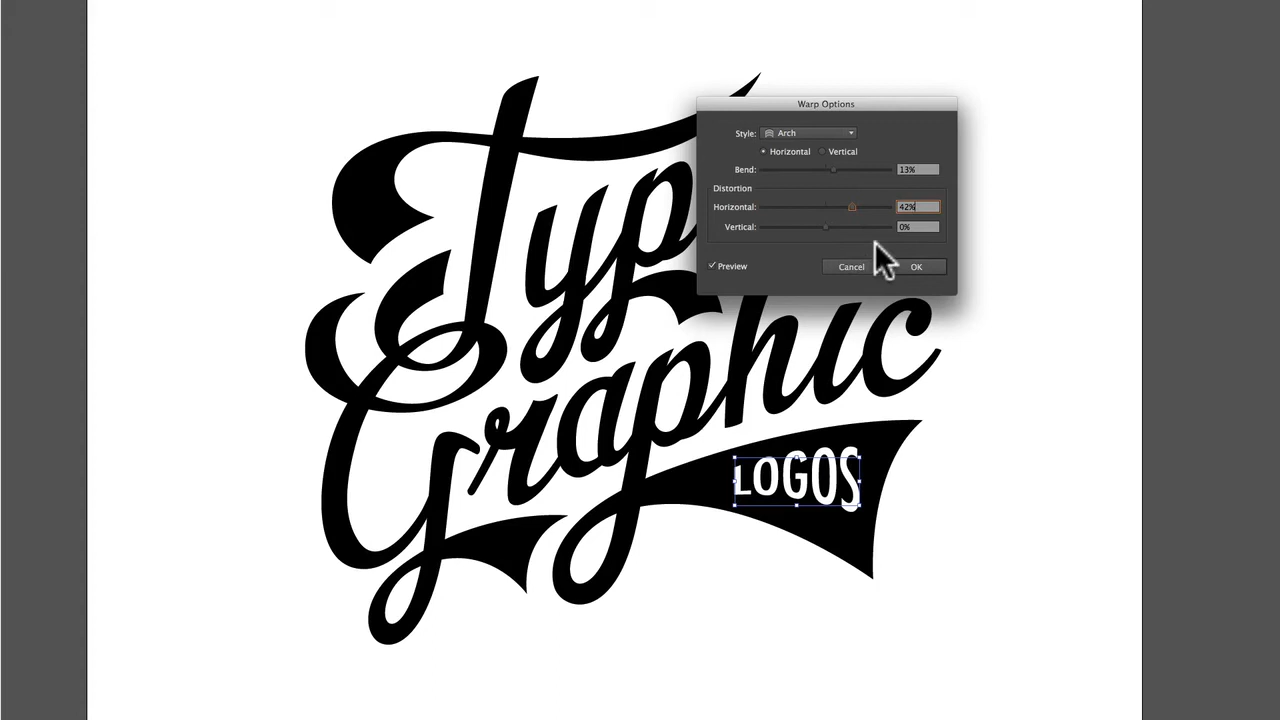 Typ
Graphic
LOGOS
Warp Options
Style: Arch
Horizontal Vertical
Bend: 13%
Distortion
Horizontal: 42%
Vertical: 0%
Preview Cancel OK